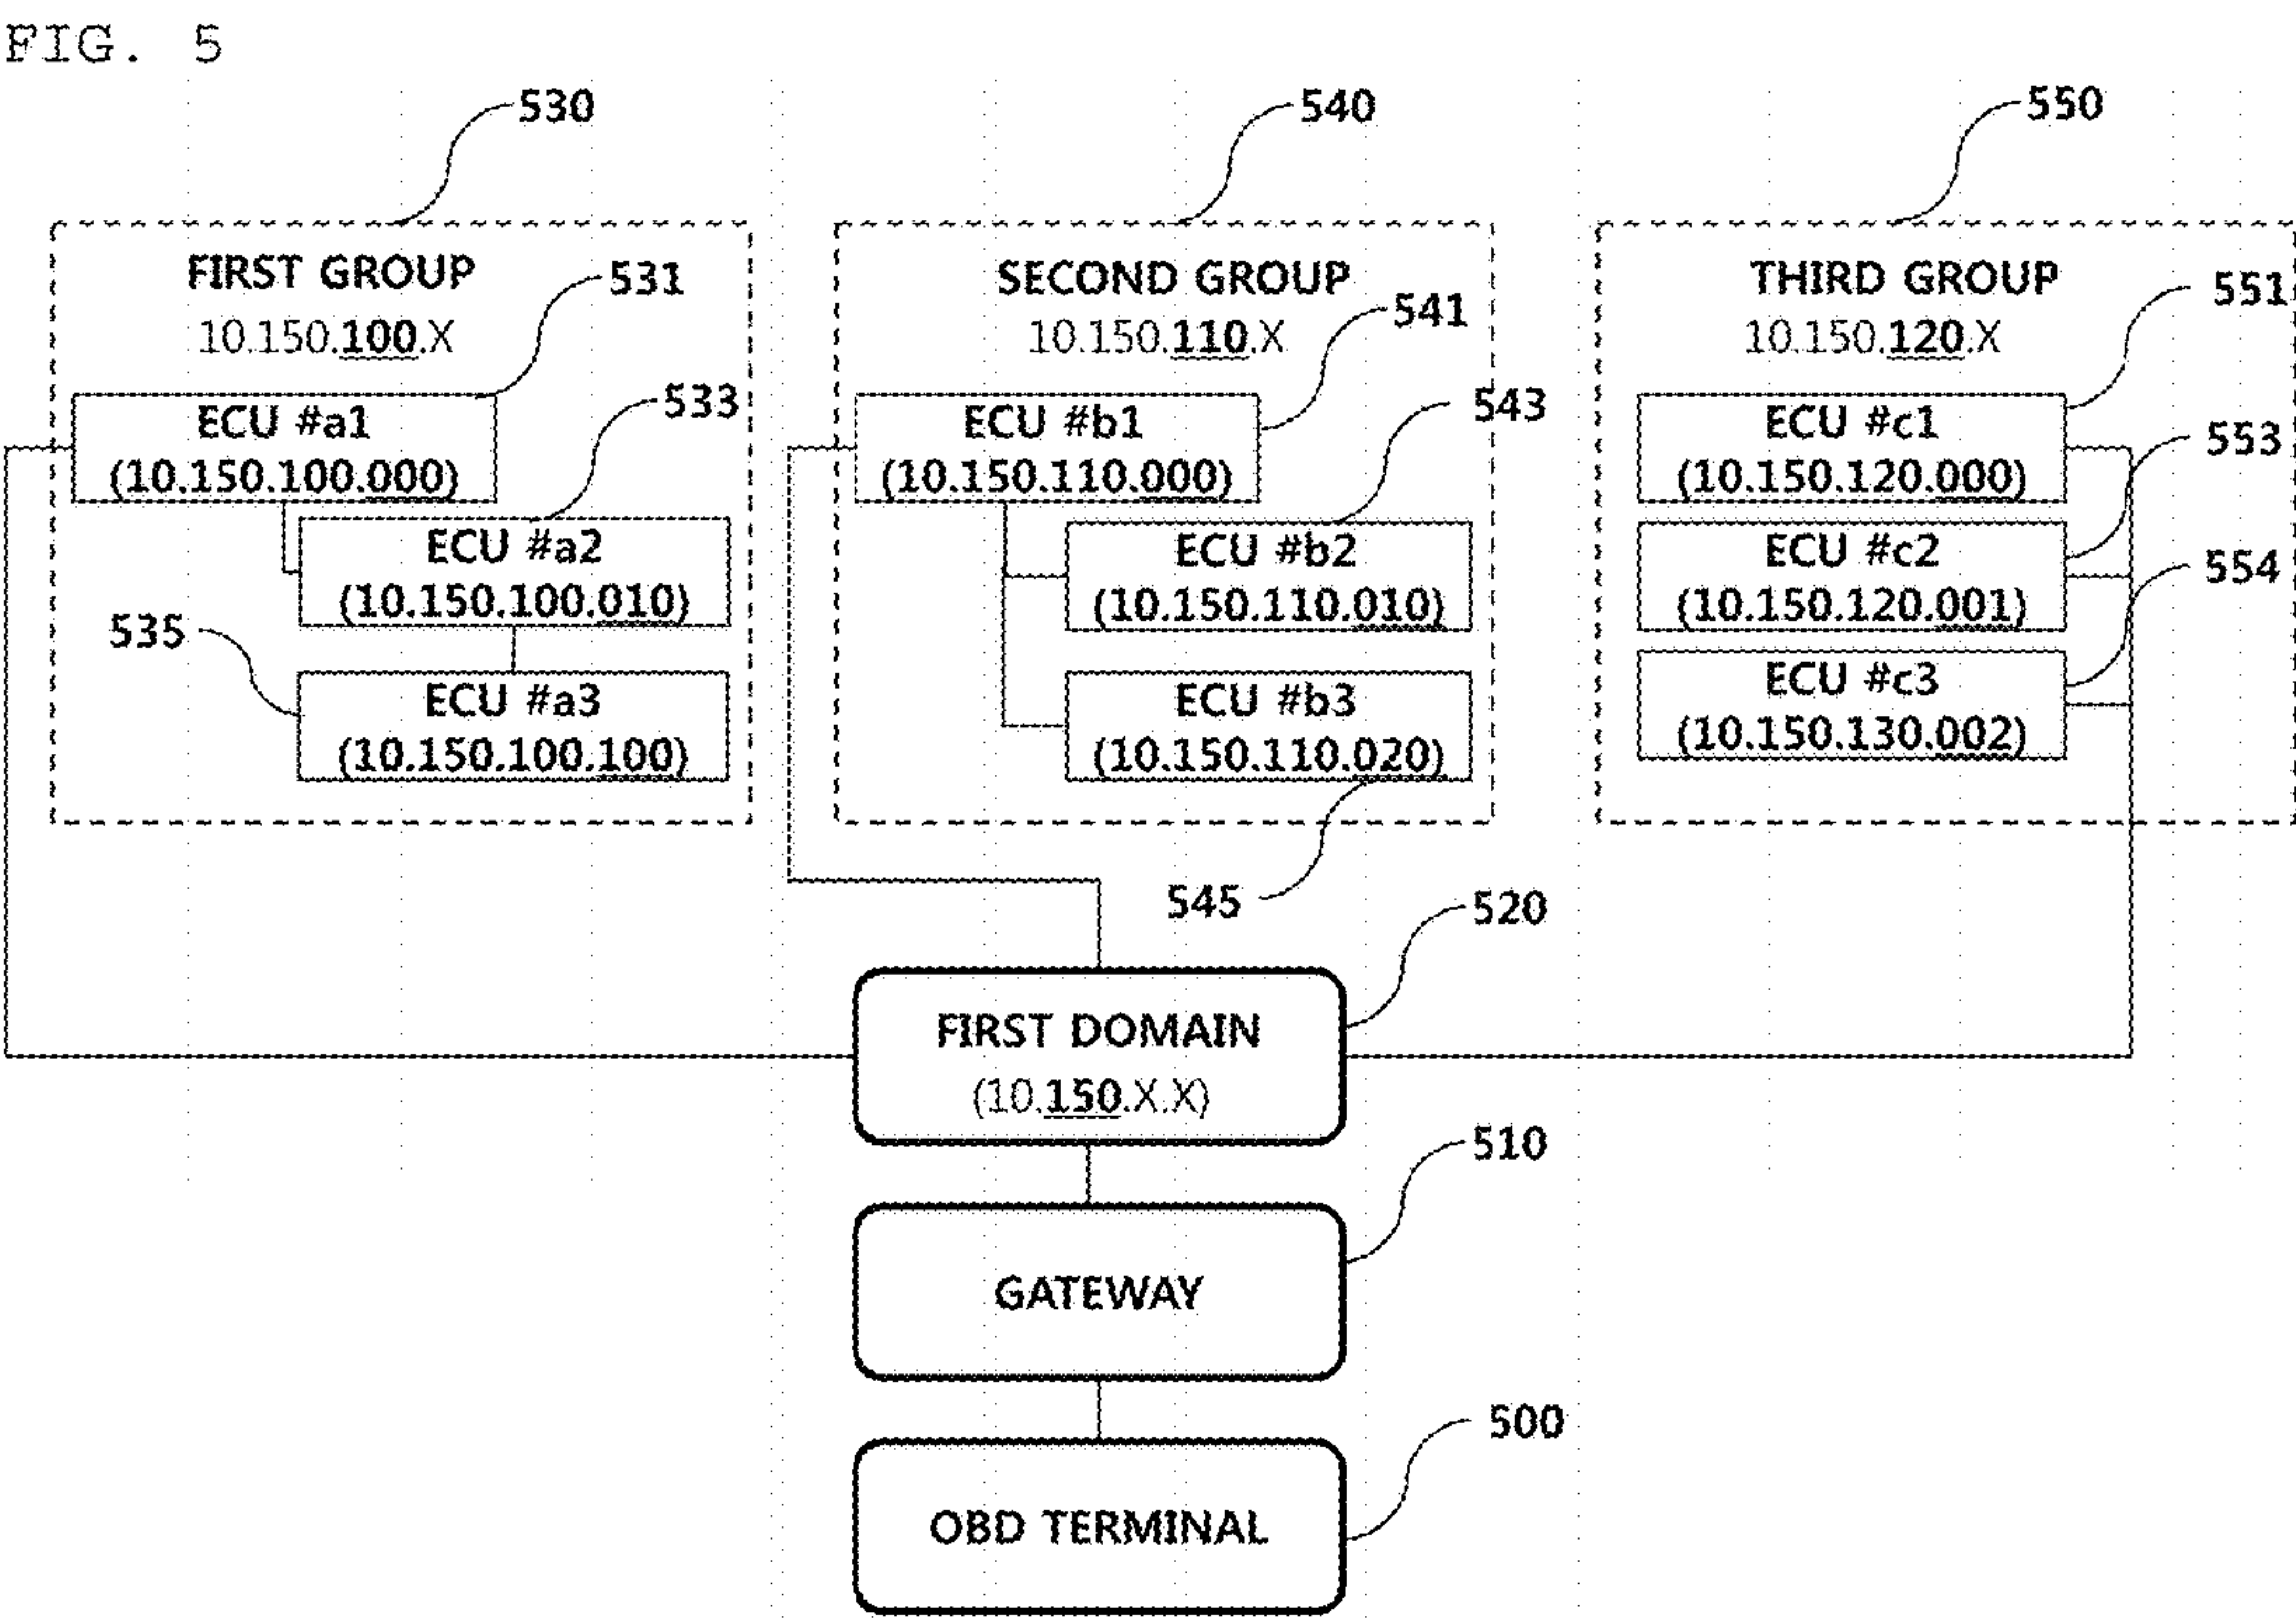 FIG. 5
530
540
550
FIRST GROUP
10.150.100.X
531
ECU #a1
(10.150.100.000)
533
ECU #a2
(10.150.100.010)
535
ECU #a3
(10.150.100.100)
SECOND GROUP
10.150.110.X
541
ECU #b1
(10.150.110.000)
543
ECU #b2
(10.150.110.010)
ECU #b3
(10.150.110.020)
545
THIRD GROUP
10.150.120.X
551
ECU #c1
(10.150.120.000)
553
ECU #c2
(10.150.120.001)
554
ECU #c3
(10.150.130.002)
520
FIRST DOMAIN
(10.150.X.X)
510
GATEWAY
500
OBD TERMINAL